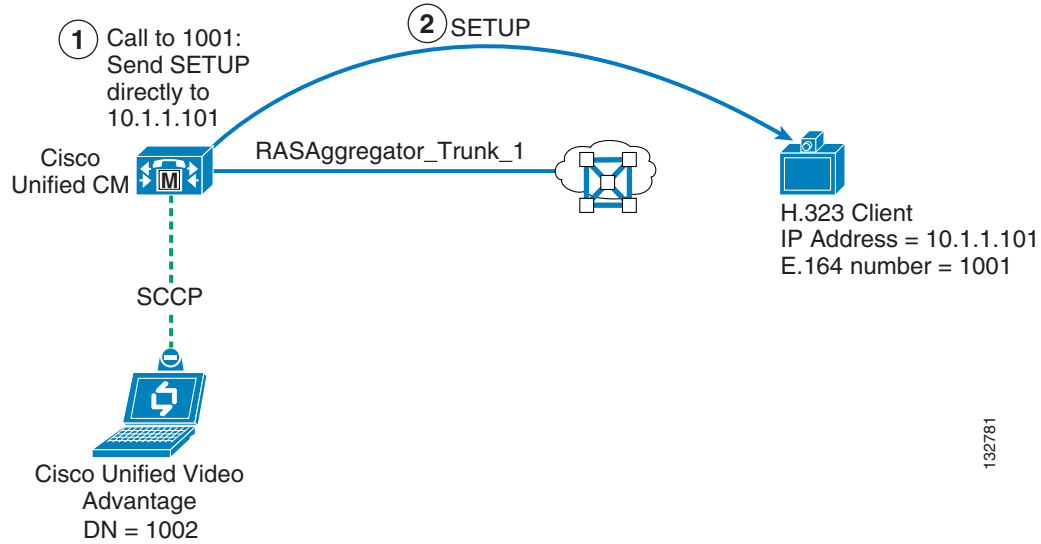 1 Call to 1001:
Send SETUP
directly to
10.1.1.101
2 SETUP
Cisco
Unified CM
M
RASAggregator_Trunk_1
H.323 Client
IP Address = 10.1.1.101
E.164 number = 1001
SCCP
Cisco Unified Video
Advantage
DN = 1002
132781